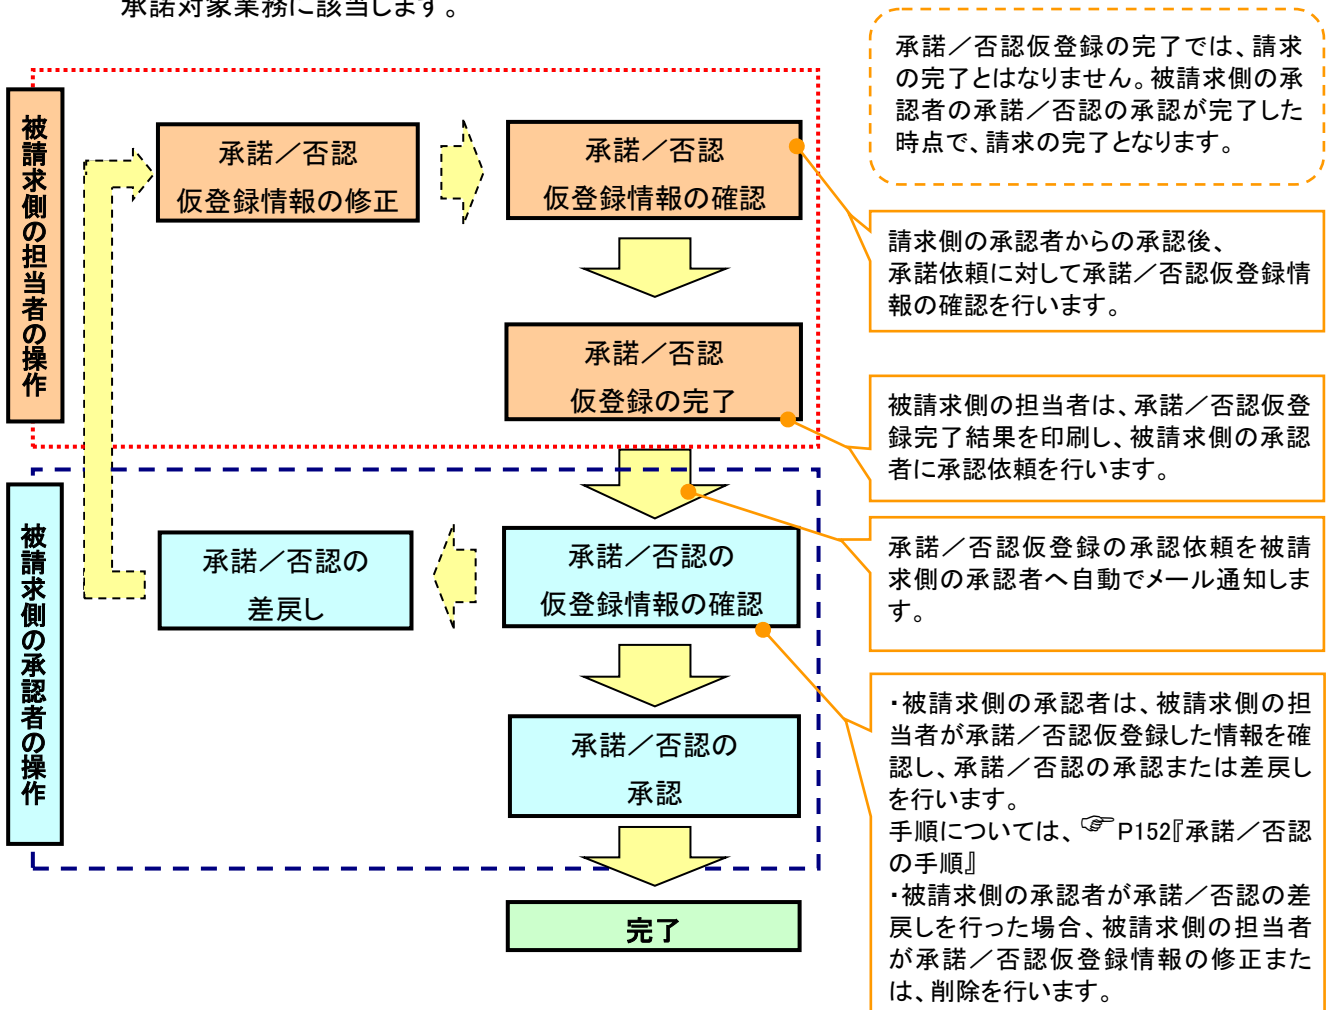 承諾対象業務に該当します。
承諾／否認仮登録の完了では、請求
の完了とはなりません。被請求側の承
認者の承諾／否認の承認が完了した
時点で、請求の完了となります。
被請求側の担当者の操作
承諾／否認
仮登録情報の修正
承諾／否認
仮登録情報の確認
請求側の承認者からの承認後、
承諾依頼に対して承諾／否認仮登録情
報の確認を行います。
承諾／否認
仮登録の完了
被請求側の担当者は、承諾／否認仮登
録完了結果を印刷し、被請求側の承認
者に承認依頼を行います。
被請求側の承認者の操作
承諾／否認の
差戻し
承諾／否認の
仮登録情報の確認
承諾／否認仮登録の承認依頼を被請
求側の承認者へ自動でメール通知しま
す。
承諾／否認の
承認
・被請求側の承認者は、被請求側の担
当者が承諾／否認仮登録した情報を確
認し、承諾／否認の承認または差戻し
を行います。
手順については、☞P152『承諾／否認
の手順』
・被請求側の承認者が承諾／否認の差
戻しを行った場合、被請求側の担当者
が承諾／否認仮登録情報の修正また
は、削除を行います。
完了